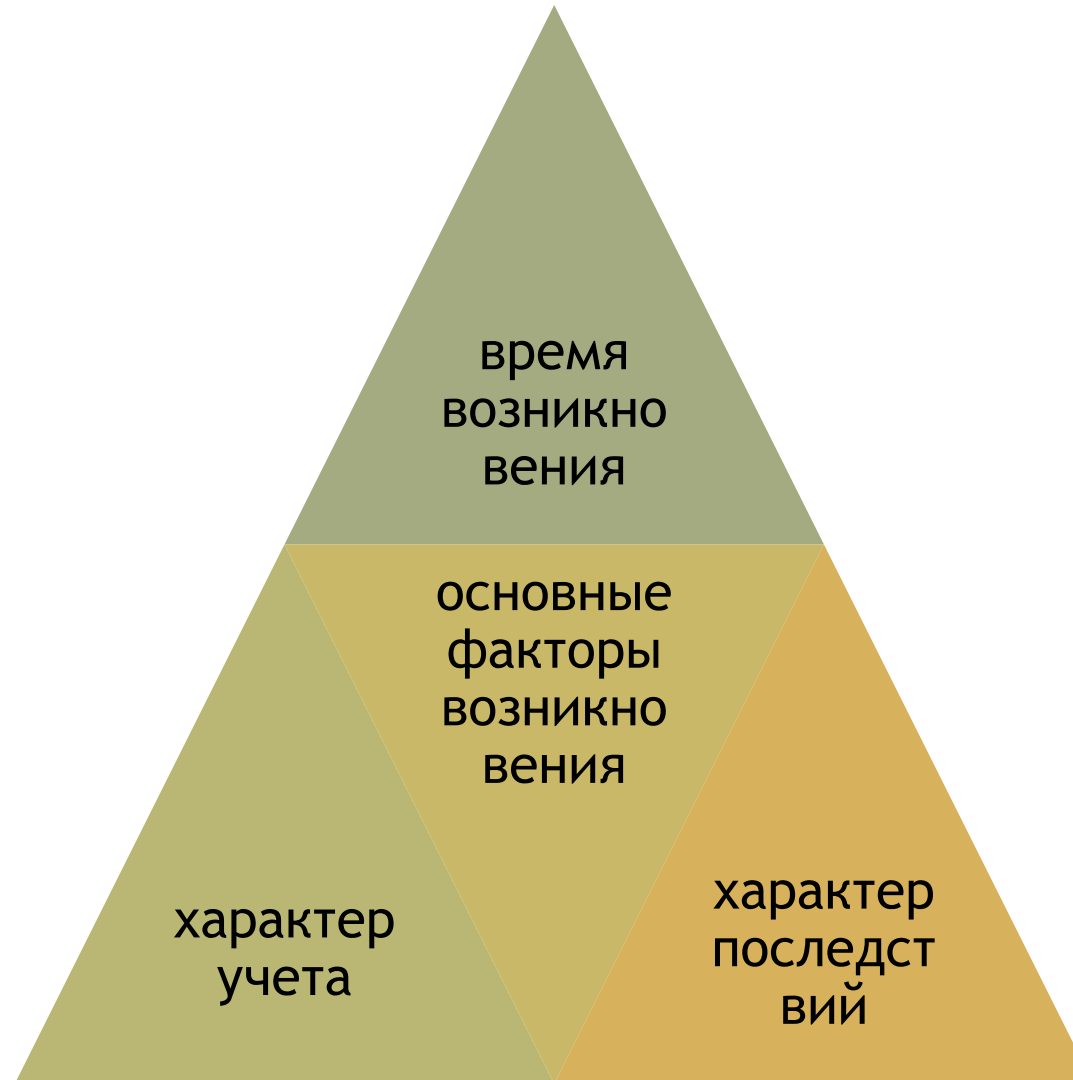 время
возникно
вения
основные
факторы
возникно
вения
характер
учета
характер
последст
вий